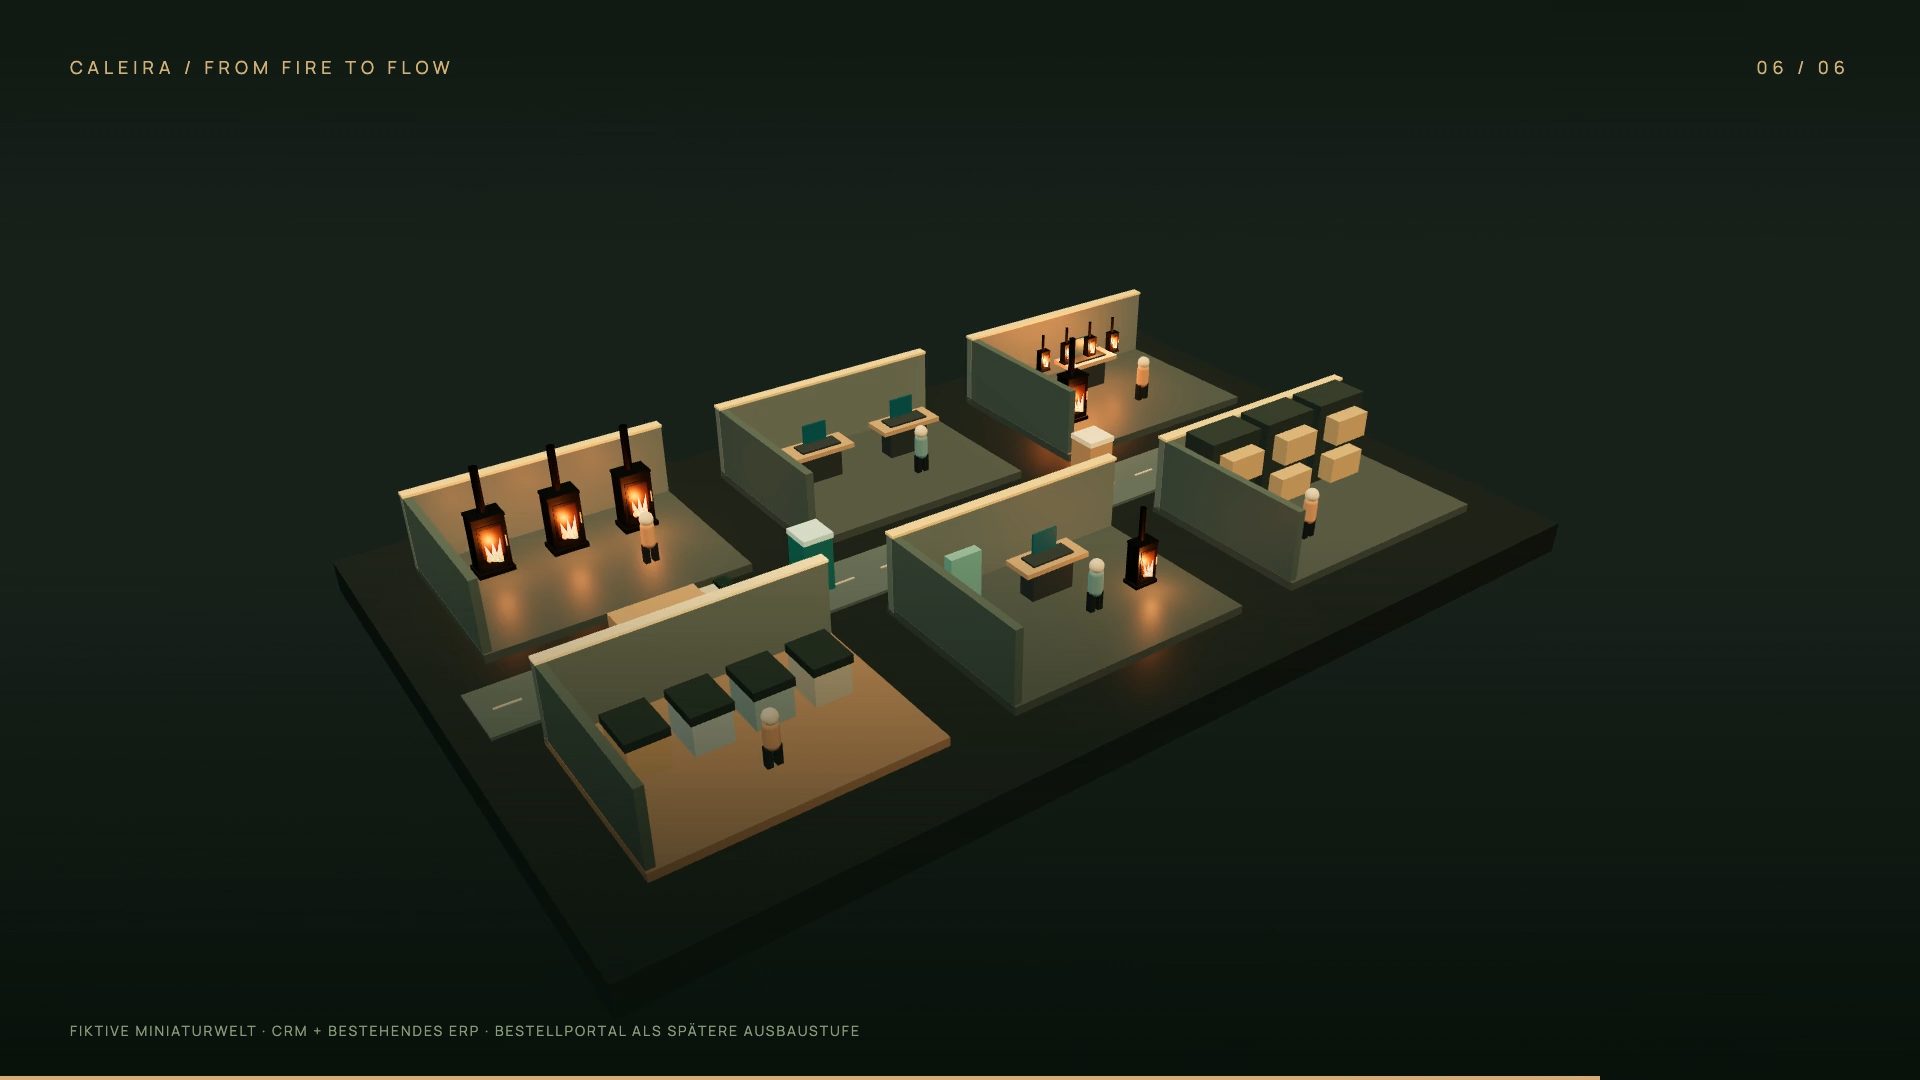 CALEIRA / FROM FIRE TO FLOW
06 / 06
FIKTIVE MINIATURWELT · CRM + BESTEHENDES ERP · BESTELLPORTAL ALS SPÄTERE AUSBAUSTUFE